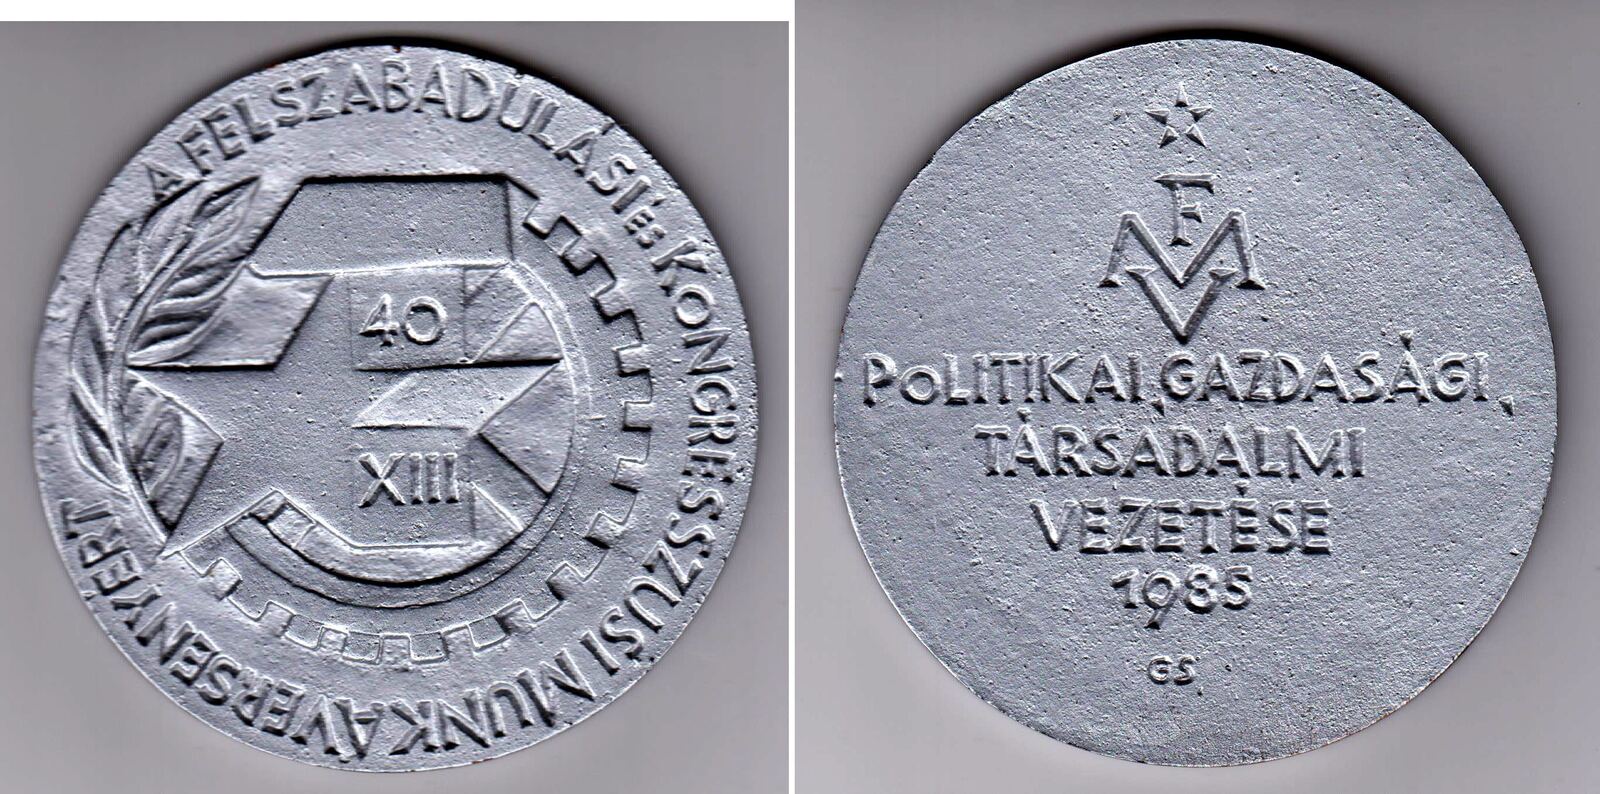 A FELSZABADULÁSI ÉS KONGRESSZUSI MUNKAVERSENYÉRT
40
XIII
F
M
V
POLITIKAI, GAZDASÁGI,
TÁRSADALMI
VEZETÉSE
1985
GS